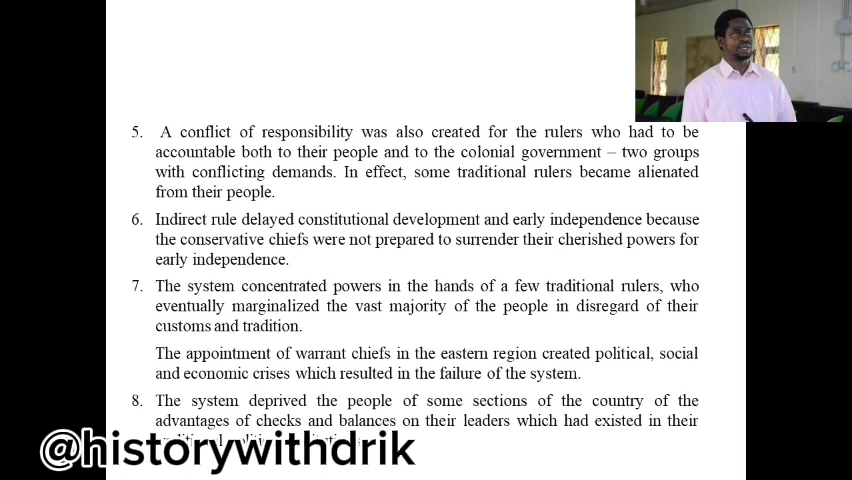 5. A conflict of responsibility was also created for the rulers who had to be
accountable both to their people and to the colonial government – two groups
with conflicting demands. In effect, some traditional rulers became alienated
from their people.
6. Indirect rule delayed constitutional development and early independence because
the conservative chiefs were not prepared to surrender their cherished powers for
early independence.
7. The system concentrated powers in the hands of a few traditional rulers, who
eventually marginalized the vast majority of the people in disregard of their
customs and tradition.
The appointment of warrant chiefs in the eastern region created political, social
and economic crises which resulted in the failure of the system.
8. The system deprived the people of some sections of the country of the
advantages of checks and balances on their leaders which had existed in their
@historywithdrik